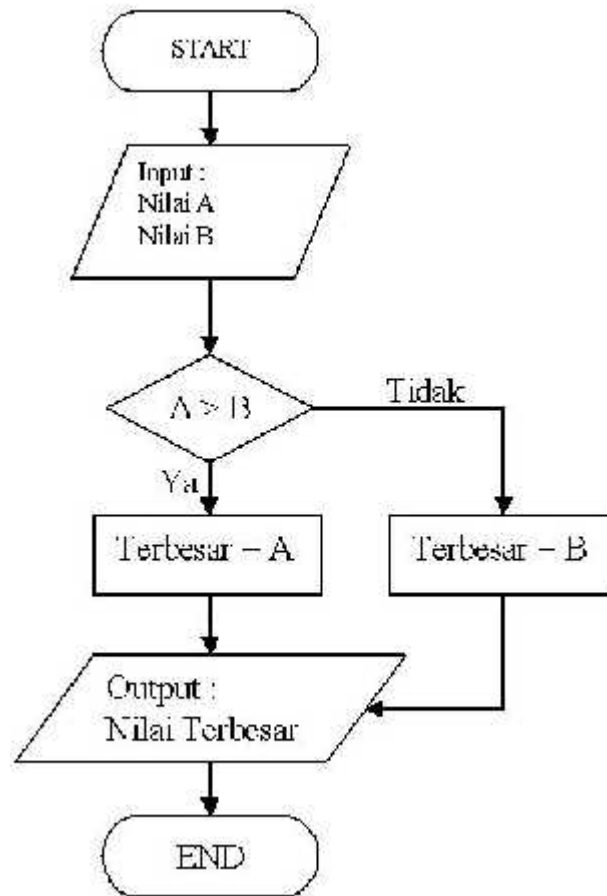 START
Input :
Nilai A
Nilai B
A > B
Tidak
Ya
Terbesar = A
Terbesar = B
Output :
Nilai Terbesar
END